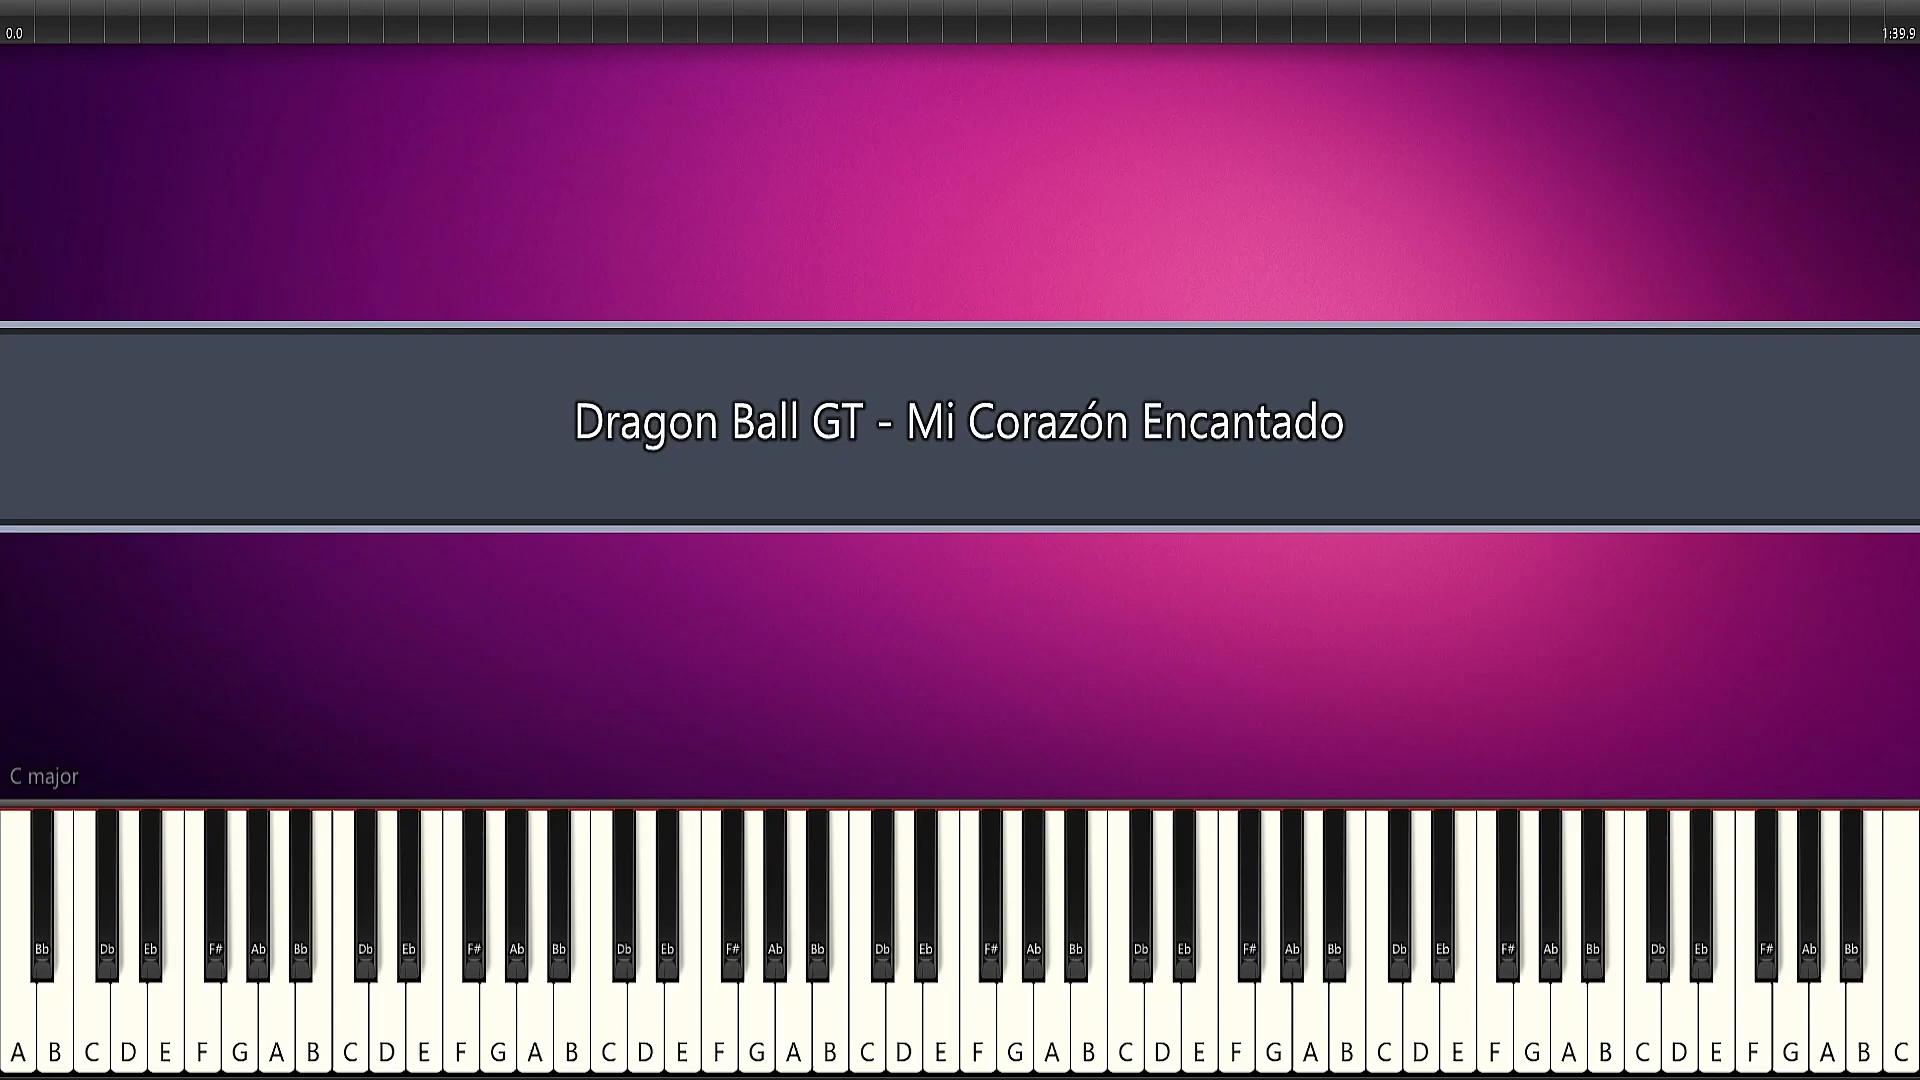 0.0 1:39.9
Dragon Ball GT - Mi Corazón Encantado
C major
Bb Db Eb F# Ab Bb Db Eb F# Ab Bb Db Eb F# Ab Bb Db Eb F# Ab Bb Db Eb F# Ab Bb Db Eb F# Ab Bb Db Eb F# Ab Bb
A B C D E F G A B C D E F G A B C D E F G A B C D E F G A B C D E F G A B C D E F G A B C D E F G A B C